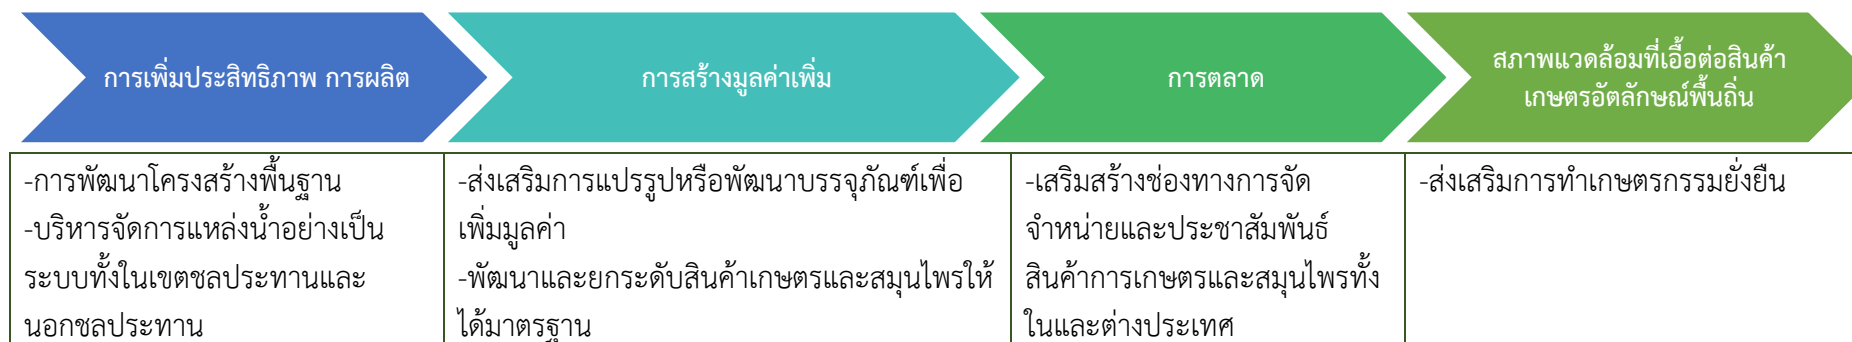 การเพิ่มประสิทธิภาพ การผลิต
การสร้างมูลค่าเพิ่ม
การตลาด
สภาพแวดล้อมที่เอื้อต่อสินค้า
เกษตรอัตลักษณ์พื้นถิ่น
-การพัฒนาโครงสร้างพื้นฐาน
-บริหารจัดการแหล่งน้ำอย่างเป็น
ระบบทั้งในเขตชลประทานและ
นอกชลประทาน
-ส่งเสริมการแปรรูปหรือพัฒนาบรรจุภัณฑ์เพื่อ
เพิ่มมูลค่า
-พัฒนาและยกระดับสินค้าเกษตรและสมุนไพรให้
ได้มาตรฐาน
-เสริมสร้างช่องทางการจัด
จำหน่ายและประชาสัมพันธ์
สินค้าการเกษตรและสมุนไพรทั้ง
ในและต่างประเทศ
-ส่งเสริมการทำเกษตรกรรมยั่งยืน